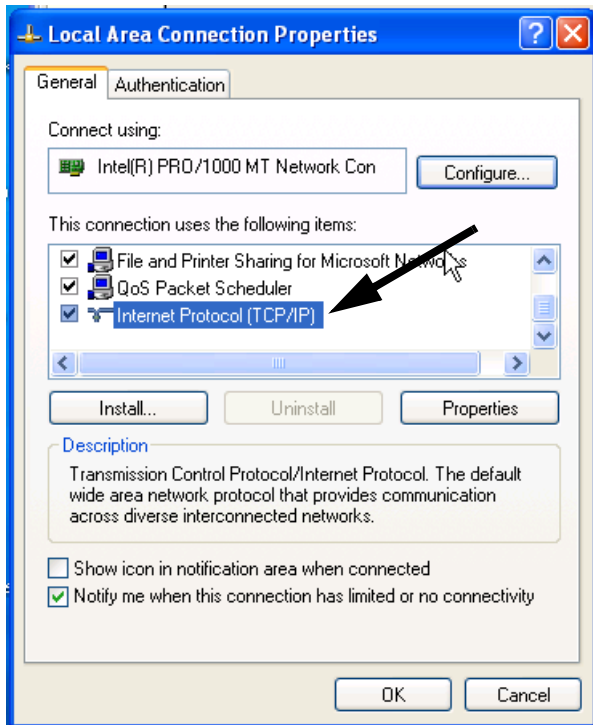 Local Area Connection Properties
General Authentication
Connect using:
Intel(R) PRO/1000 MT Network Con Configure...
This connection uses the following items:
File and Printer Sharing for Microsoft Networks
QoS Packet Scheduler
Internet Protocol (TCP/IP)
Install... Uninstall Properties
Description
Transmission Control Protocol/Internet Protocol. The default
wide area network protocol that provides communication
across diverse interconnected networks.
Show icon in notification area when connected
Notify me when this connection has limited or no connectivity
OK Cancel